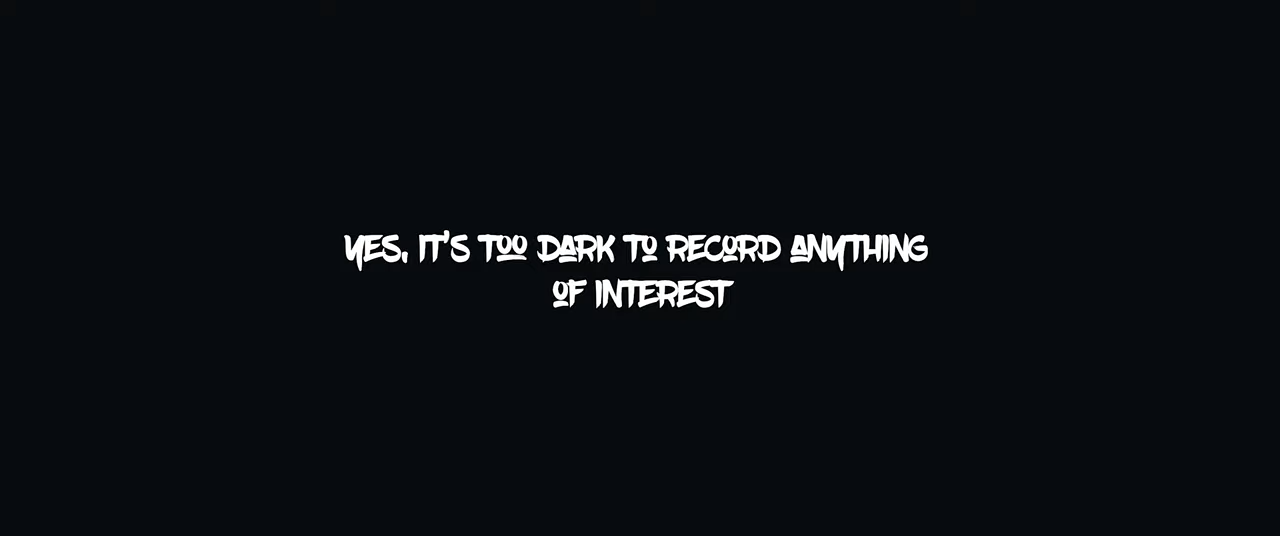 YES, IT'S TOO DARK TO RECORD ANYTHING
OF INTEREST